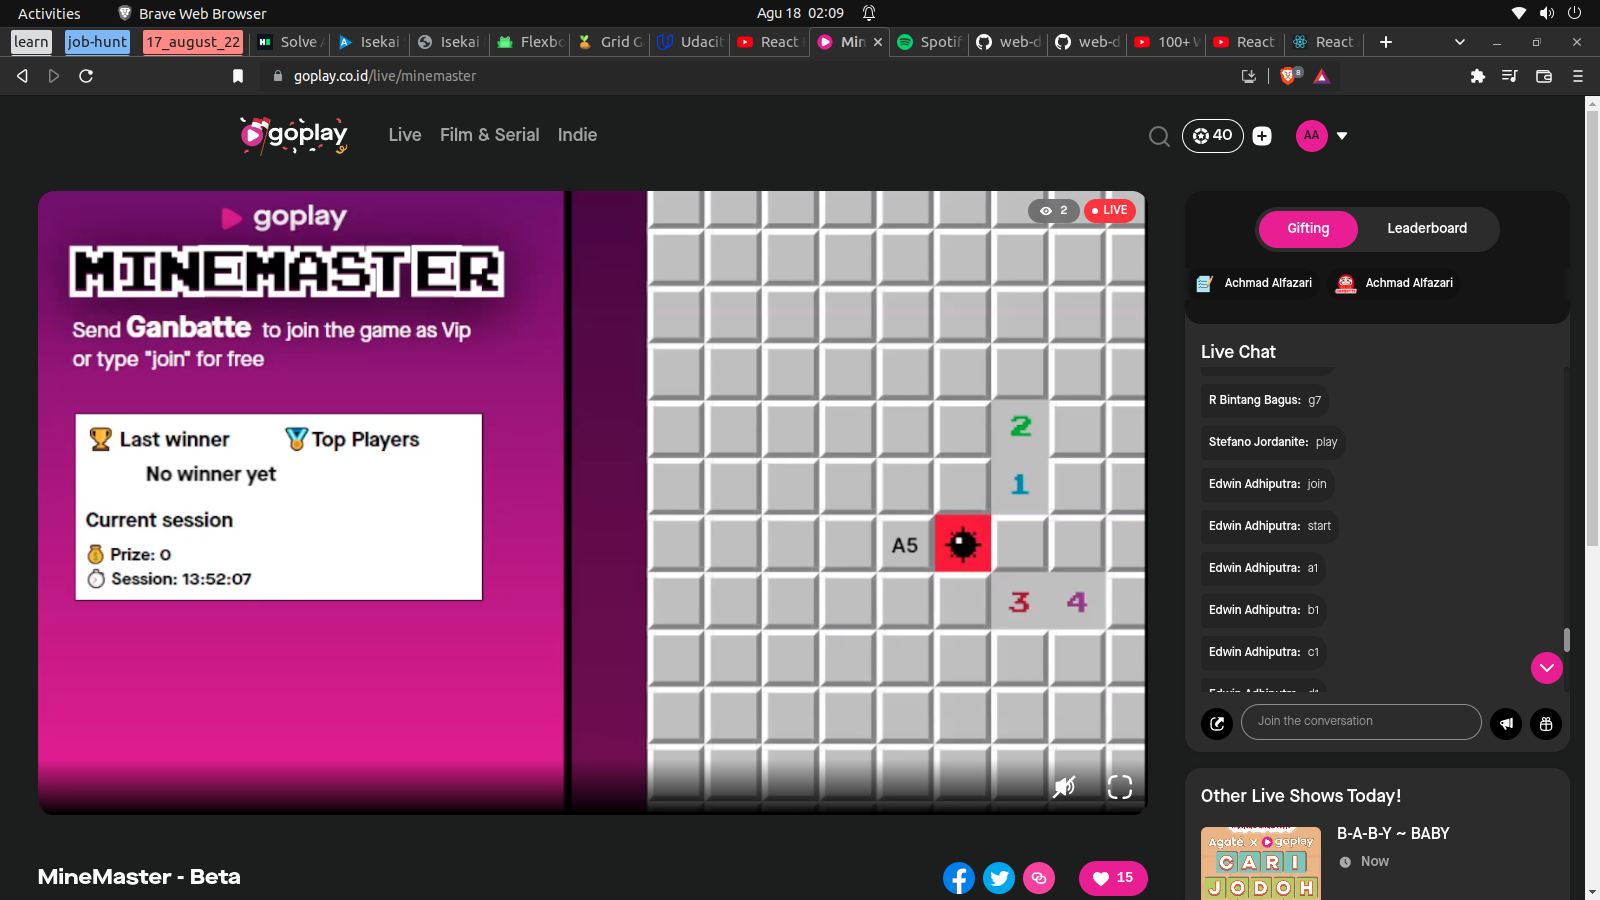 Activities
Brave Web Browser
Agu 18 02:09
learn
job-hunt
17_august_22
Solve
Isekai
Isekai
Flexbo
Grid G
Udacit
React
Min
Spotif
web-d
web-d
100+
React
React
goplay.co.id/live/minemaster
8
goplay
Live
Film & Serial
Indie
40
AA
goplay
MINEMASTER
Send Ganbatte to join the game as Vip
or type "join" for free
Last winner
Top Players
No winner yet
Current session
Prize: 0
Session: 13:52:07
2
LIVE
2
1
A5
3
4
Gifting
Leaderboard
Achmad Alfazari
Achmad Alfazari
Live Chat
R Bintang Bagus: g7
Stefano Jordanite: play
Edwin Adhiputra: join
Edwin Adhiputra: start
Edwin Adhiputra: a1
Edwin Adhiputra: b1
Edwin Adhiputra: c1
Join the conversation
Other Live Shows Today!
Agate X goplay
CARI
JODOH
B-A-B-Y ~ BABY
Now
MineMaster - Beta
15